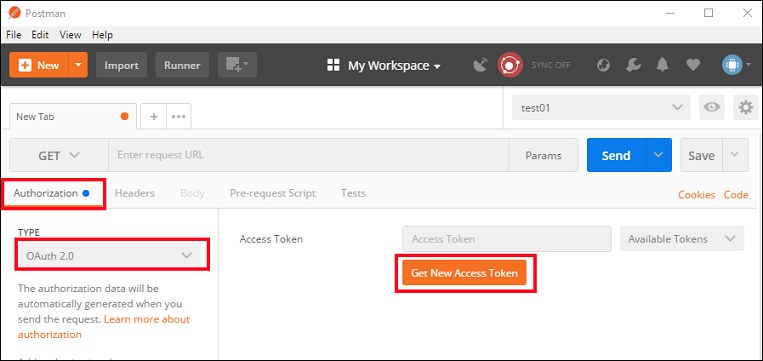 Postman
File Edit View Help
New Import Runner My Workspace SYNC OFF
New Tab + ••• test01
GET Enter request URL Params Send Save
Authorization Headers Body Pre-request Script Tests Cookies Code
TYPE
OAuth 2.0
The authorization data will be
automatically generated when you
send the request. Learn more about
authorization
Access Token Access Token Available Tokens
Get New Access Token